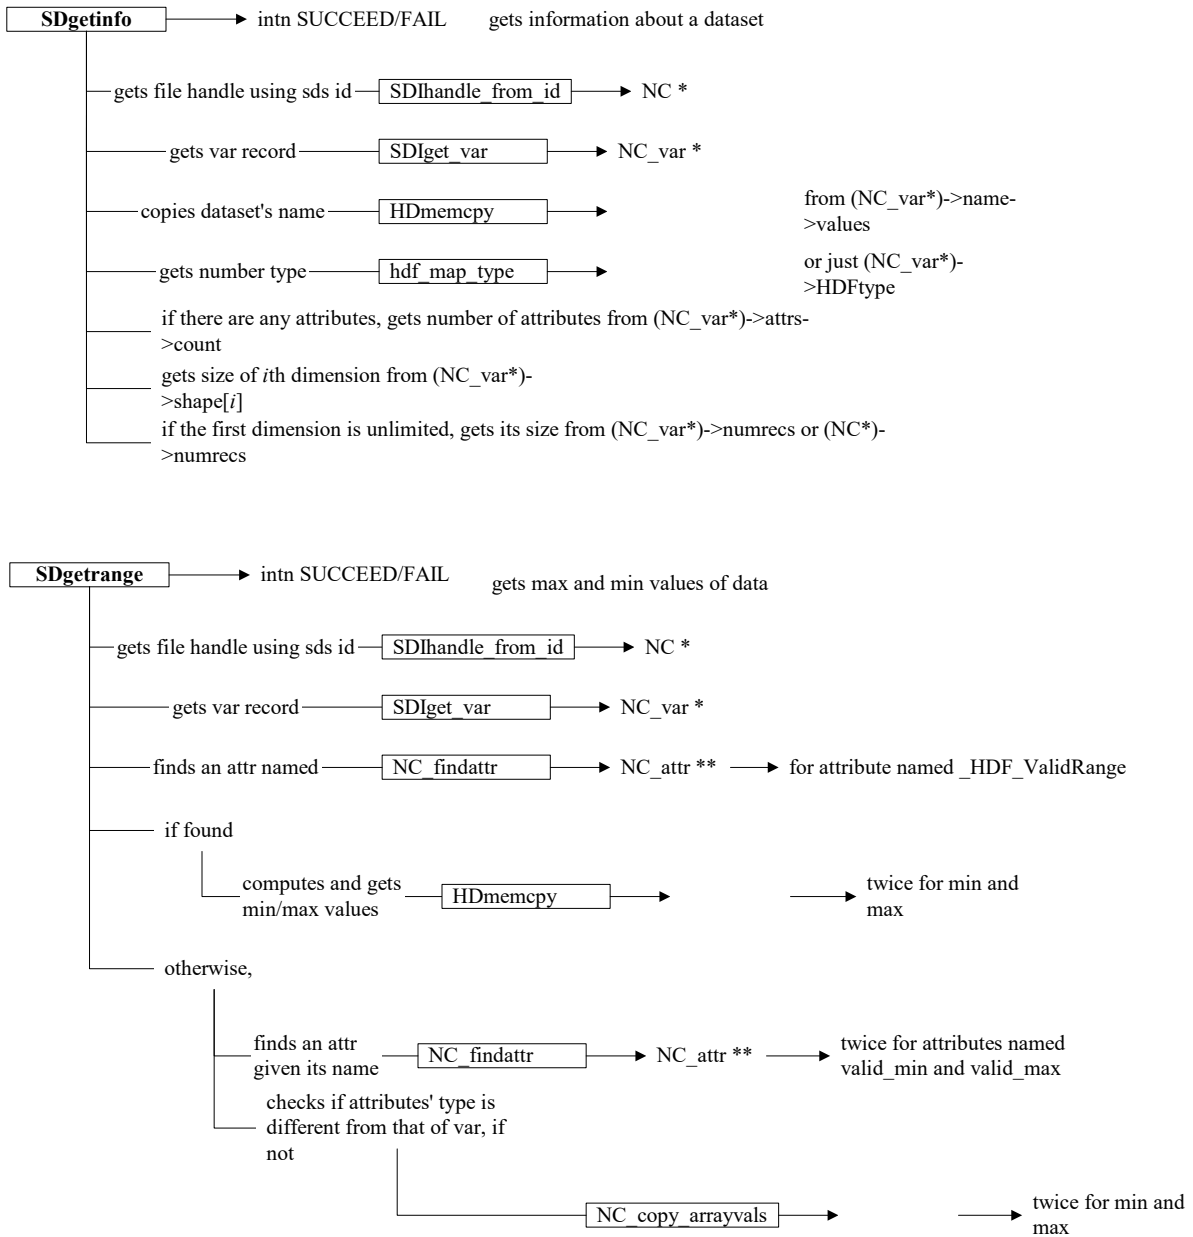 SDgetinfo intn SUCCEED/FAIL gets information about a dataset
gets file handle using sds id SDIhandle_from_id NC *
gets var record SDIget_var NC_var *
copies dataset's name HDmemcpy from (NC_var*)->name-
>values
gets number type hdf_map_type or just (NC_var*)-
>HDFtype
if there are any attributes, gets number of attributes from (NC_var*)->attrs-
>count
gets size of ith dimension from (NC_var*)-
>shape[i]
if the first dimension is unlimited, gets its size from (NC_var*)->numrecs or (NC*)-
>numrecs
SDgetrange intn SUCCEED/FAIL gets max and min values of data
gets file handle using sds id SDIhandle_from_id NC *
gets var record SDIget_var NC_var *
finds an attr named NC_findattr NC_attr ** for attribute named _HDF_ValidRange
if found
computes and gets
min/max values
HDmemcpy
twice for min and
max
otherwise,
finds an attr
given its name
NC_findattr NC_attr **
twice for attributes named
valid_min and valid_max
checks if attributes' type is
different from that of var, if
not
NC_copy_arrayvals
twice for min and
max